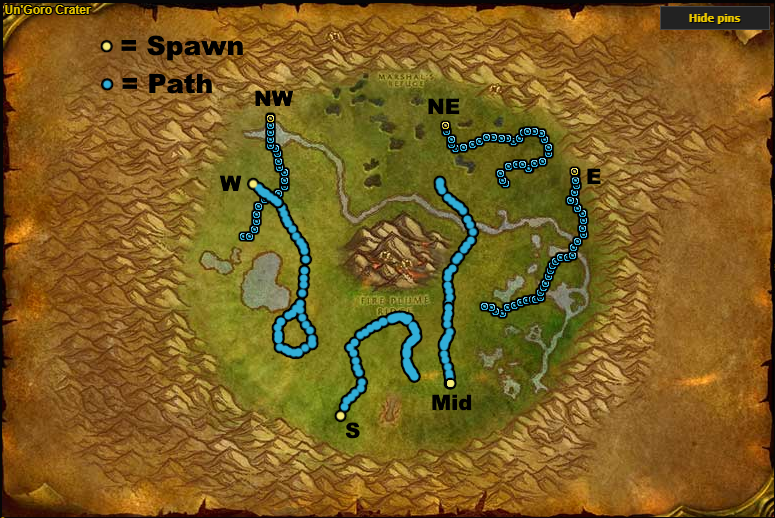 Un'Goro Crater
Hide pins
= Spawn
= Path
MARSHAL'S
REFUGE
NW
NE
W
E
FIRE PLUME
RIDGE
Mid
S